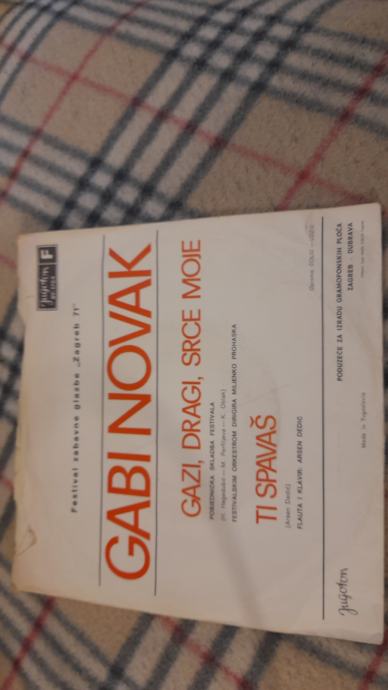 Jugoton F
Festival zabavne glazbe „Zagreb 71"
GABI NOVAK
GAZI, DRAGI, SRCE MOJE
POBJEDNIČKA SKLADBA FESTIVALA
FESTIVALSKIM ORKESTROM DIRIGIRA MILJENKO PROHASKA
TI SPAVAŠ
(Arsen Dedić)
FLAUTA I KLAVIR: ARSEN DEDIĆ
Jugoton
Made in Yugoslavia
PODUZEĆE ZA IZRADU GRAMOFONSKIH PLOČA
ZAGREB - DUBRAVA